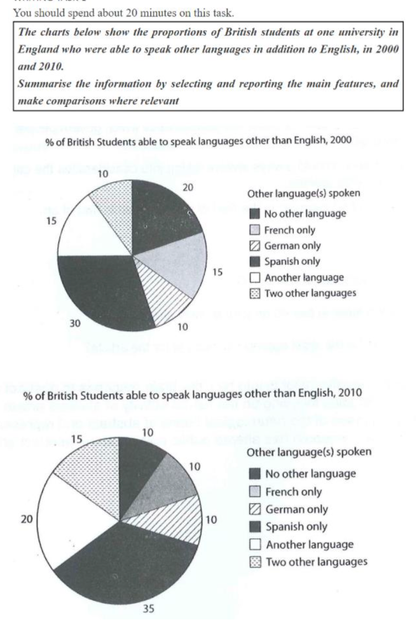 You should spend about 20 minutes on this task.
The charts below show the proportions of British students at one university in
England who were able to speak other languages in addition to English, in 2000
and 2010.
Summarise the information by selecting and reporting the main features, and
make comparisons where relevant
% of British Students able to speak languages other than English, 2000
10
20
15
15
30
10
Other language(s) spoken
No other language
French only
German only
Spanish only
Another language
Two other languages
% of British Students able to speak languages other than English, 2010
15
10
10
20
10
35
Other language(s) spoken
No other language
French only
German only
Spanish only
Another language
Two other languages